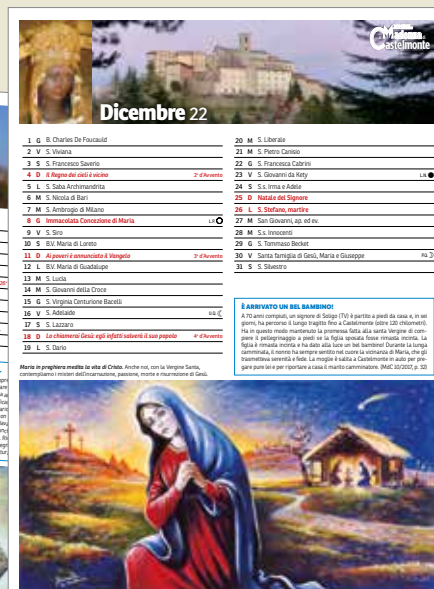 Madonna
Castelmonte
Dicembre 22
1 G B. Charles De Foucauld
2 V S. Viviana
3 S S. Francesco Saverio
4 D Il Regno dei cieli è vicino 2ª d'Avvento
5 L S. Saba Archimandrita
6 M S. Nicola di Bari
7 M S. Ambrogio di Milano
8 G Immacolata Concezione di Maria L.P.
9 V S. Siro
10 S B.V. Maria di Loreto
11 D Ai poveri è annunciato il Vangelo 3ª d'Avvento
12 L B.V. Maria di Guadalupe
13 M S. Lucia
14 M S. Giovanni della Croce
15 G S. Virginia Centurione Bacelli
16 V S. Adelaide U.Q.
17 S S. Lazzaro
18 D Lo chiamerai Gesù: egli infatti salverà il suo popolo 4ª d'Avvento
19 L S. Dario
20 M S. Liberale
21 M S. Pietro Canisio
22 G S. Francesca Cabrini
23 V S. Giovanni da Kety L.N.
24 S S.s. Irma e Adele
25 D Natale del Signore
26 L S. Stefano, martire
27 M San Giovanni, ap. ed ev.
28 M S.s. Innocenti
29 G S. Tommaso Becket
30 V Santa famiglia di Gesù, Maria e Giuseppe P.Q.
31 S S. Silvestro
Maria in preghiera medita la vita di Cristo. Anche noi, con la Vergine Santa,
contempliamo i misteri dell'incarnazione, passione, morte e risurrezione di Gesù.
È ARRIVATO UN BEL BAMBINO!
A 70 anni compiuti, un signore di Soligo (TV) è partito a piedi da casa e, in sei
giorni, ha percorso il lungo tragitto fino a Castelmonte (oltre 120 chilometri).
Ha in questo modo mantenuto la promessa fatta alla santa Vergine di com-
piere il pellegrinaggio a piedi se la figlia sposata fosse rimasta incinta. La
figlia è rimasta incinta e ha dato alla luce un bel bambino! Durante la lunga
camminata, il nonno ha sempre sentito nel cuore la vicinanza di Maria, che gli
trasmetteva serenità e fede. La moglie è salita a Castelmonte in auto per pre-
gare pure lei e per riportare a casa il marito camminatore. (MdC 10/2017, p. 32)